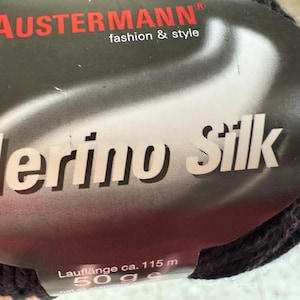 AUSTERMANN®
fashion & style
erino Silk
Lauflänge ca. 115 m
50 g e